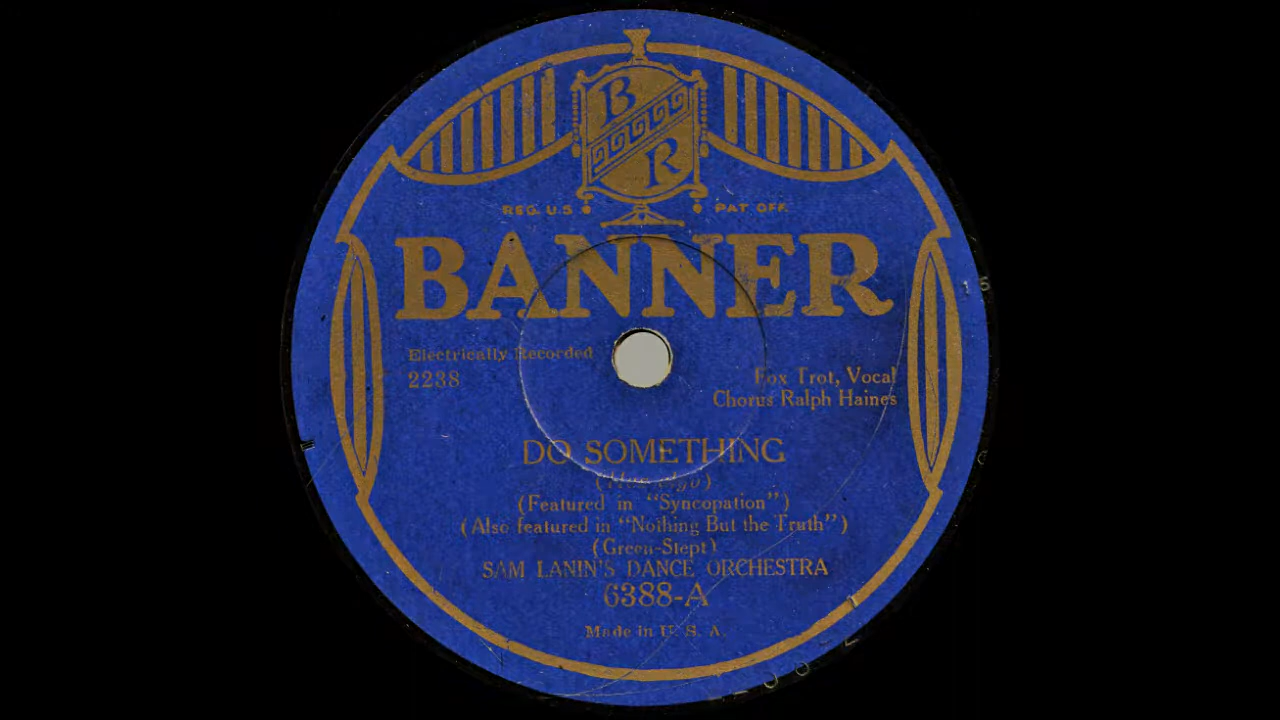 B
R
REG. U.S. PAT. OFF.
BANNER
Electrically Recorded
2238
Fox Trot, Vocal
Chorus Ralph Haines
DO SOMETHING
(Featured in "Syncopation")
(Also featured in "Nothing But the Truth")
(Green-Stept)
SAM LANIN'S DANCE ORCHESTRA
6388-A
Made in U. S. A.